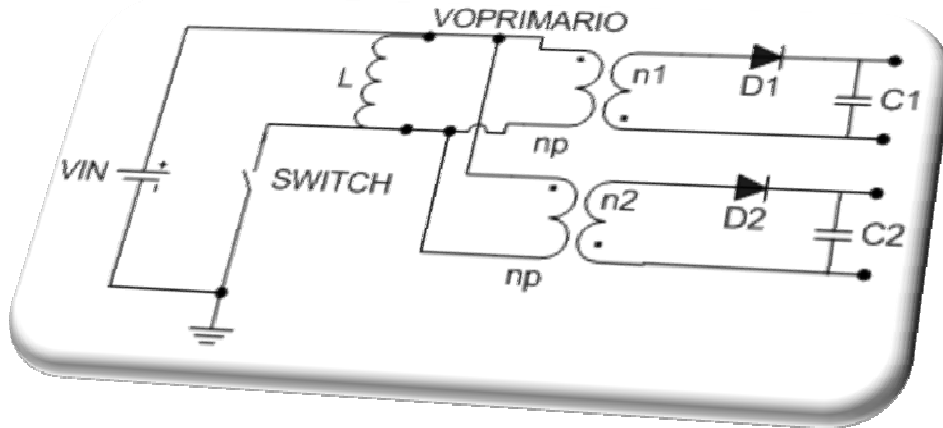 VOPRIMARIO
L
n1
D1
C1
np
VIN
+
-
SWITCH
n2
D2
C2
np